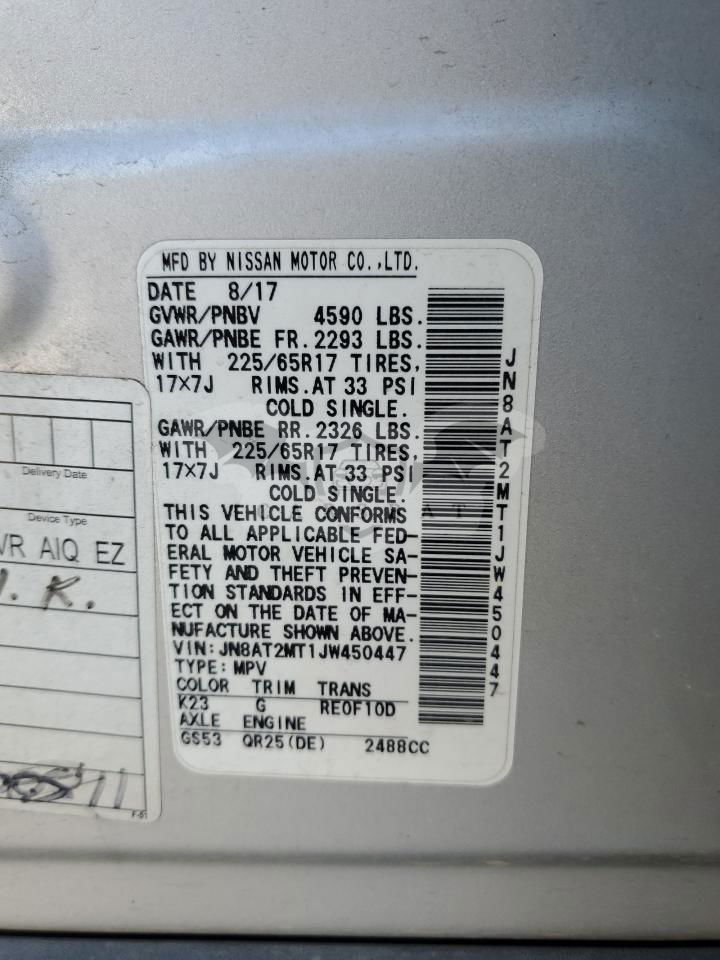 MFD BY NISSAN MOTOR CO.,LTD.
DATE 8/17
GVWR/PNBV 4590 LBS.
GAWR/PNBE FR.2293 LBS.
WITH 225/65R17 TIRES,
17×7J RIMS.AT 33 PSI
COLD SINGLE.
GAWR/PNBE RR.2326 LBS.
WITH 225/65R17 TIRES,
17×7J RIMS.AT 33 PSI
COLD SINGLE.
THIS VEHICLE CONFORMS
TO ALL APPLICABLE FED-
ERAL MOTOR VEHICLE SA-
FETY AND THEFT PREVEN-
TION STANDARDS IN EFF-
ECT ON THE DATE OF MA-
NUFACTURE SHOWN ABOVE.
VIN:JN8AT2MT1JW450447
TYPE:MPV
COLOR TRIM TRANS
K23 G RE0F10D
AXLE ENGINE
GS53 QR25(DE) 2488CC
JN8AT2MT1JW450447
Delivery Date
Device Type
VR AIQ EZ
K.
11
F-51